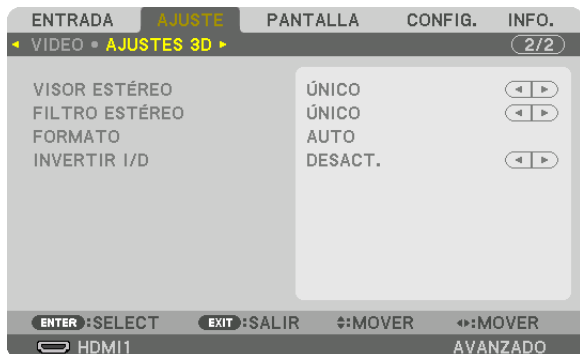 ENTRADA AJUSTE PANTALLA CONFIG. INFO.
VIDEO • AJUSTES 3D 2/2
VISOR ESTÉREO ÚNICO
FILTRO ESTÉREO ÚNICO
FORMATO AUTO
INVERTIR I/D DESACT.
ENTER :SELECT EXIT :SALIR :MOVER :MOVER
HDMI1 AVANZADO